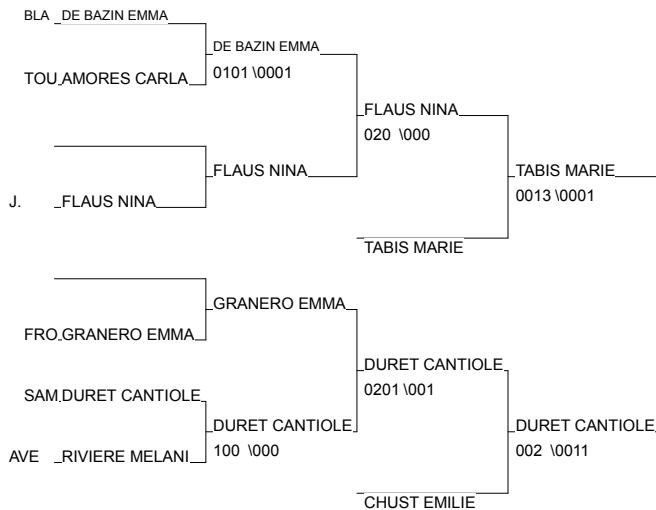 BLA DE BAZIN EMMA
DE BAZIN EMMA
0101 \0001
TOU AMORES CARLA
FLAUS NINA
020 \000
FLAUS NINA
TABIS MARIE
0013 \0001
J. FLAUS NINA
TABIS MARIE
GRANERO EMMA
FRO GRANERO EMMA
DURET CANTIOLE
0201 \001
SAM DURET CANTIOLE
DURET CANTIOLE
100 \000
DURET CANTIOLE
002 \0011
AVE RIVIERE MELANI
CHUST EMILIE